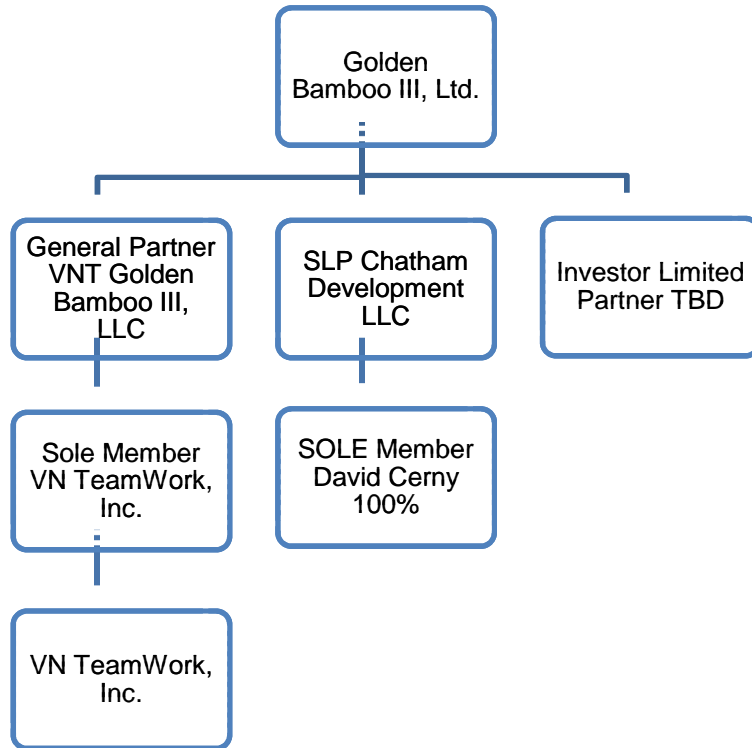 Golden
Bamboo III, Ltd.
General Partner
VNT Golden
Bamboo III,
LLC
SLP Chatham
Development
LLC
Investor Limited
Partner TBD
Sole Member
VN TeamWork,
Inc.
SOLE Member
David Cerny
100%
VN TeamWork,
Inc.